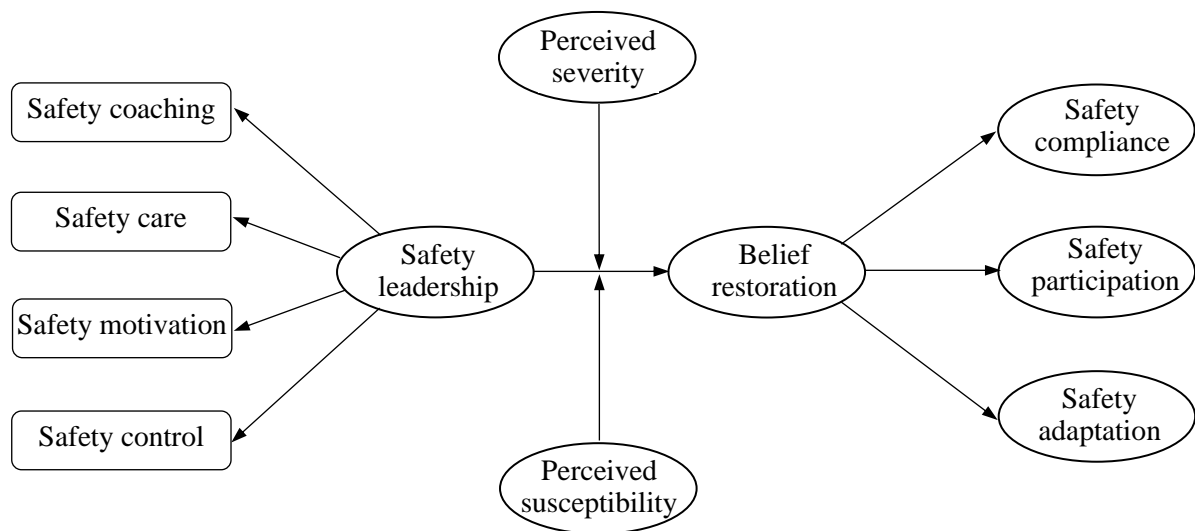 Perceived
severity
Safety coaching
Safety
compliance
Safety care
Safety
leadership
Belief
restoration
Safety
participation
Safety motivation
Safety control
Safety
adaptation
Perceived
susceptibility